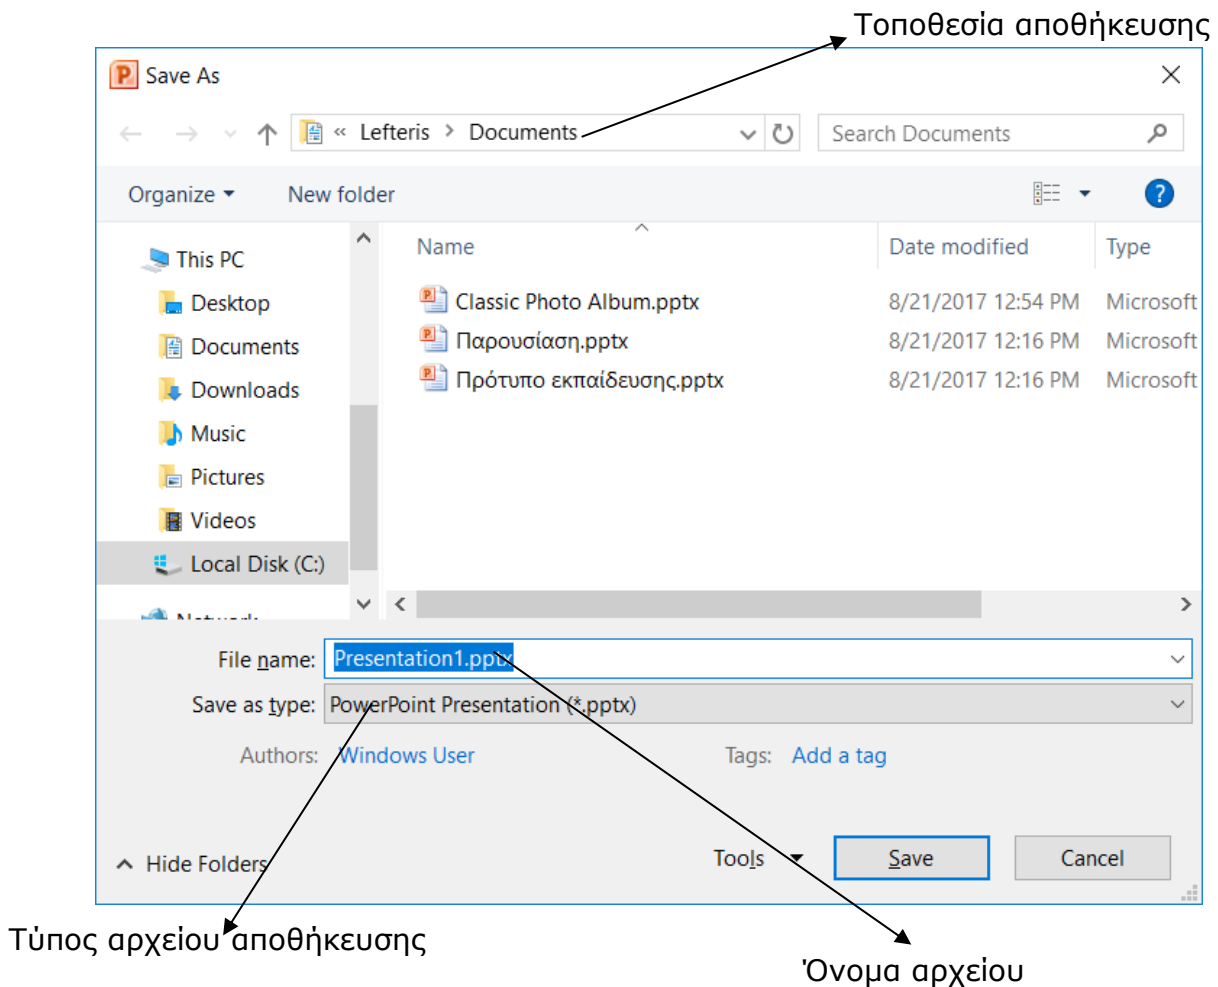 Τοποθεσία αποθήκευσης
Save As
« Lefteris > Documents
Search Documents
Organize
New folder
Name
Date modified
Type
This PC
Desktop
Documents
Downloads
Music
Pictures
Videos
Local Disk (C:)
Network
Classic Photo Album.pptx 8/21/2017 12:54 PM Microsoft
Παρουσίαση.pptx 8/21/2017 12:16 PM Microsoft
Πρότυπο εκπαίδευσης.pptx 8/21/2017 12:16 PM Microsoft
File name: Presentation1.pptx
Save as type: PowerPoint Presentation (*.pptx)
Authors: Windows User
Tags: Add a tag
Hide Folders
Tools
Save
Cancel
Τύπος αρχείου αποθήκευσης
Όνομα αρχείου